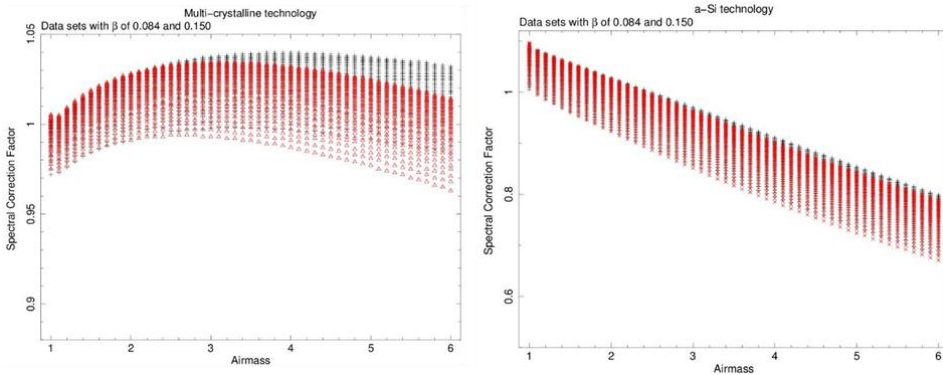 Multi-crystalline technology
Data sets with β of 0.084 and 0.150
1.05
1
0.95
0.9
Spectral Correction Factor
1 2 3 4 5 6
Airmass
a-Si technology
Data sets with β of 0.084 and 0.150
1
0.8
0.6
Spectral Correction Factor
1 2 3 4 5 6
Airmass